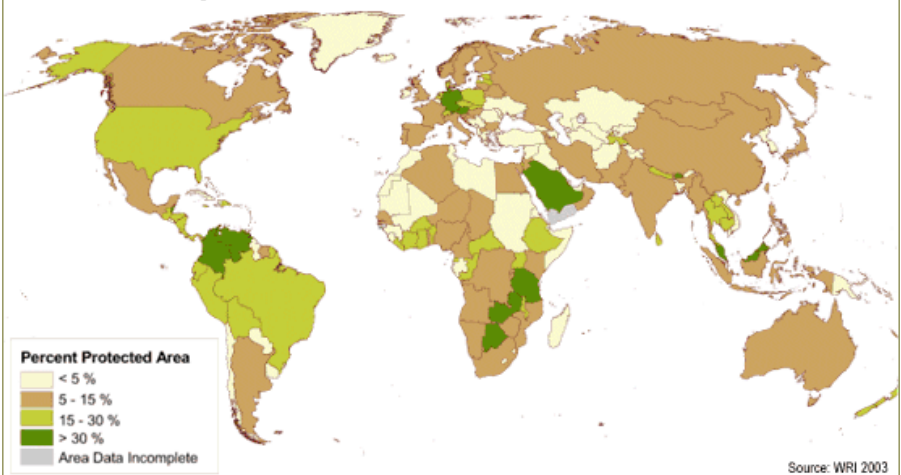 Percent Protected Area
< 5 %
5 - 15 %
15 - 30 %
> 30 %
Area Data Incomplete
Source: WRI 2003